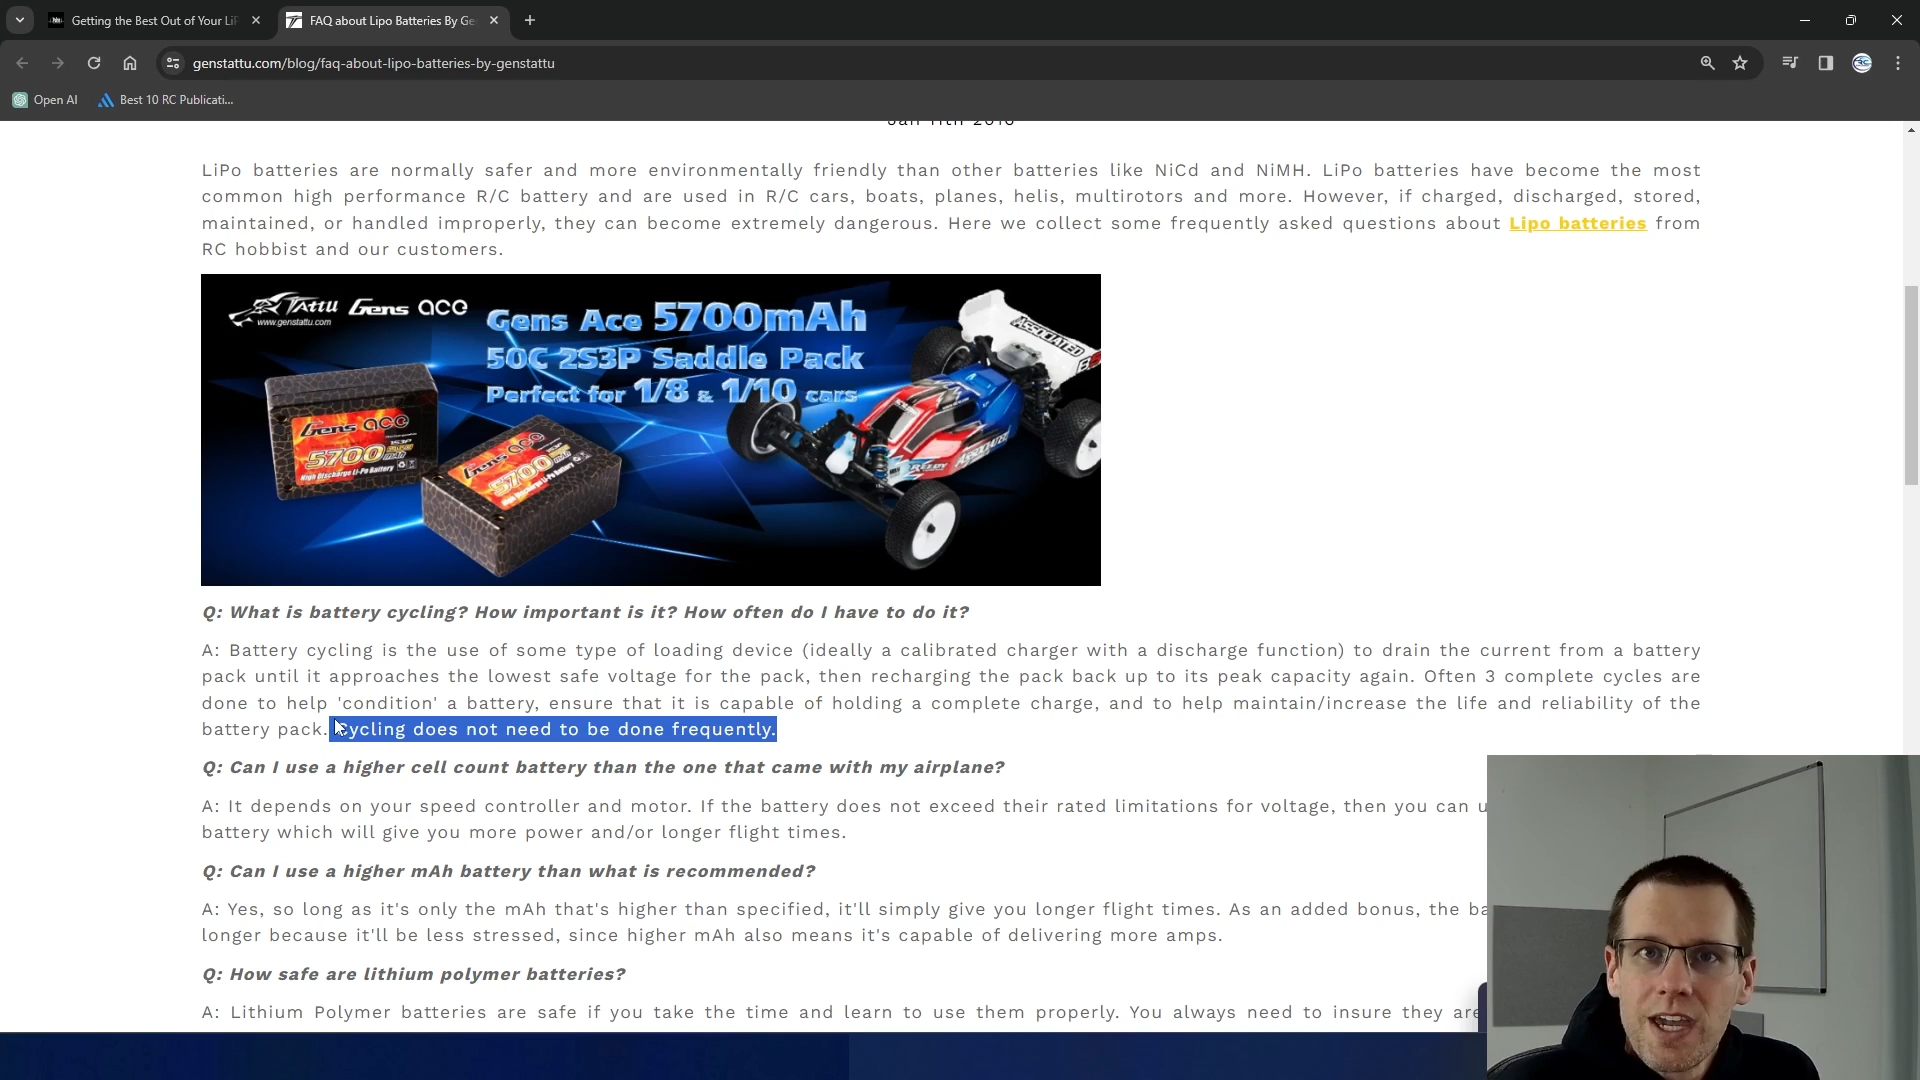 Getting the Best Out of Your Li
FAQ about Lipo Batteries By Ge
genstattu.com/blog/faq-about-lipo-batteries-by-genstattu
Open AI
Best 10 RC Publicati...
LiPo batteries are normally safer and more environmentally friendly than other batteries like NiCd and NiMH. LiPo batteries have become the most
common high performance R/C battery and are used in R/C cars, boats, planes, helis, multirotors and more. However, if charged, discharged, stored,
maintained, or handled improperly, they can become extremely dangerous. Here we collect some frequently asked questions about Lipo batteries from
RC hobbist and our customers.
TATTU Gens ace
www.genstattu.com
Gens Ace 5700mAh
50C 2S3P Saddle Pack
Perfect for 1/8 & 1/10 cars
Gens ace
5700
High Discharge Li-Po Battery
Gens ace
5700
ASSOCIATED
REEDY
ASSOCIATED
Q: What is battery cycling? How important is it? How often do I have to do it?
A: Battery cycling is the use of some type of loading device (ideally a calibrated charger with a discharge function) to drain the current from a battery
pack until it approaches the lowest safe voltage for the pack, then recharging the pack back up to its peak capacity again. Often 3 complete cycles are
done to help 'condition' a battery, ensure that it is capable of holding a complete charge, and to help maintain/increase the life and reliability of the
battery pack. Cycling does not need to be done frequently.
Q: Can I use a higher cell count battery than the one that came with my airplane?
A: It depends on your speed controller and motor. If the battery does not exceed their rated limitations for voltage, then you can u
battery which will give you more power and/or longer flight times.
Q: Can I use a higher mAh battery than what is recommended?
A: Yes, so long as it's only the mAh that's higher than specified, it'll simply give you longer flight times. As an added bonus, the ba
longer because it'll be less stressed, since higher mAh also means it's capable of delivering more amps.
Q: How safe are lithium polymer batteries?
A: Lithium Polymer batteries are safe if you take the time and learn to use them properly. You always need to insure they are